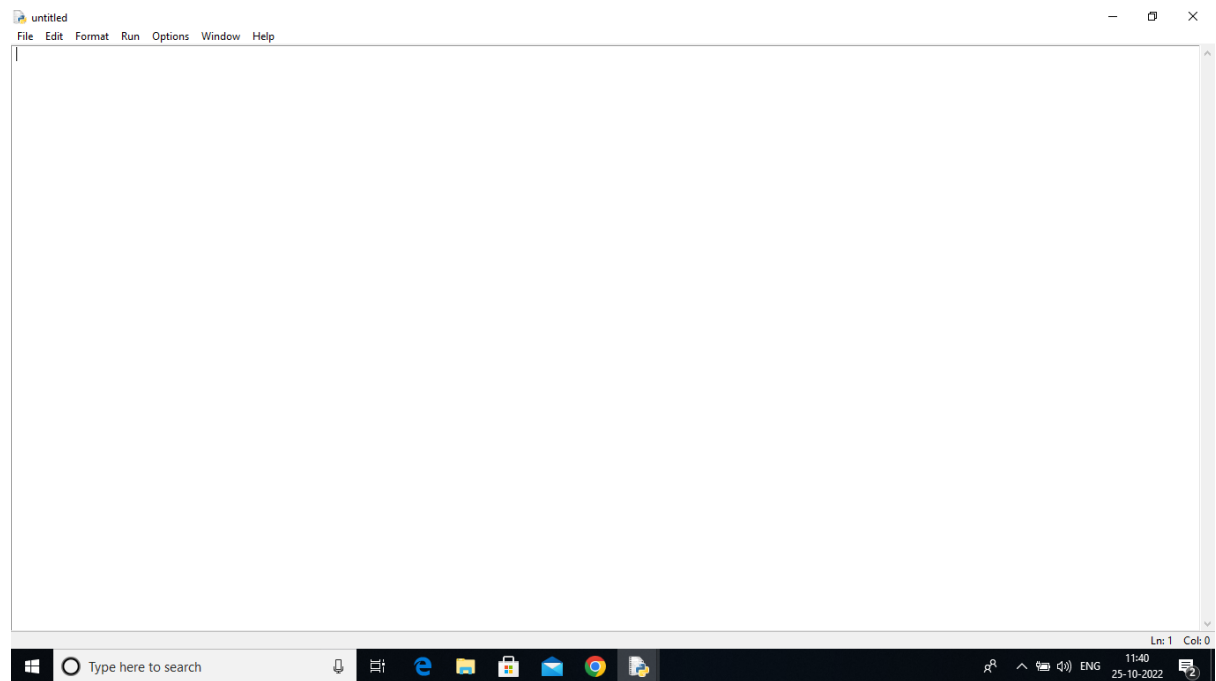 untitled
File Edit Format Run Options Window Help
Ln: 1 Col: 0
Type here to search
ENG
11:40
25-10-2022
2